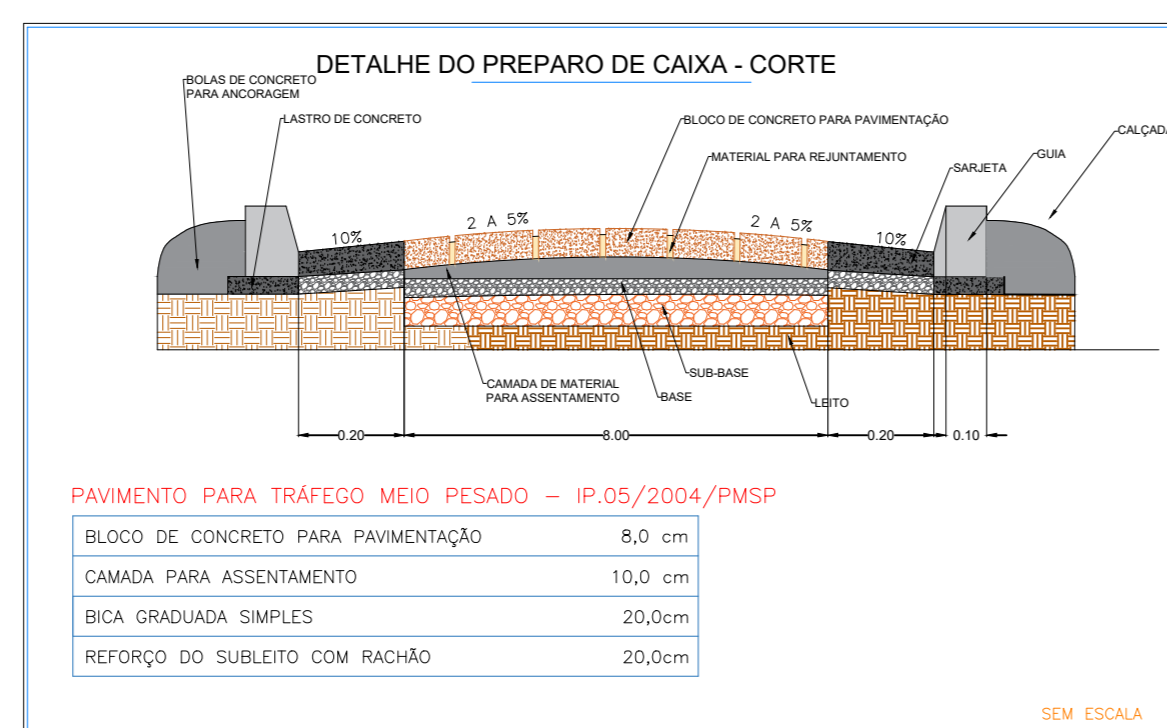 DETALHE DO PREPARO DE CAIXA - CORTE
BOLAS DE CONCRETO
PARA ANCORAGEM
LASTRO DE CONCRETO
BLOCO DE CONCRETO PARA PAVIMENTAÇÃO
MATERIAL PARA REJUNTAMENTO
CALÇADA
GUIA
SARJETA
10%
2 A 5%
2 A 5%
10%
CAMADA DE MATERIAL
PARA ASSENTAMENTO
BASE
SUB-BASE
LEITO
0.20
8.00
0.20
0.10
PAVIMENTO PARA TRÁFEGO MEIO PESADO – IP.05/2004/PMSP
BLOCO DE CONCRETO PARA PAVIMENTAÇÃO 8,0 cm
CAMADA PARA ASSENTAMENTO 10,0 cm
BICA GRADUADA SIMPLES 20,0cm
REFORÇO DO SUBLEITO COM RACHÃO 20,0cm
SEM ESCALA